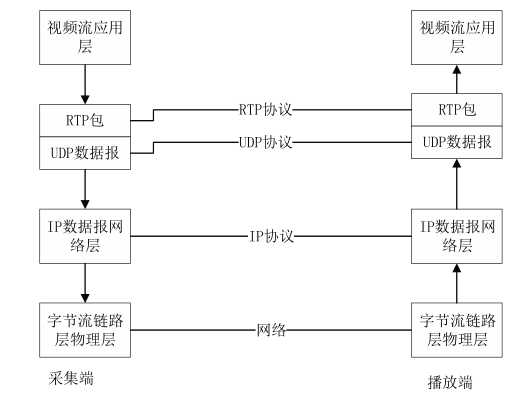 视频流应用
层
视频流应用
层
RTP包
RTP协议
RTP包
UDP数据报
UDP协议
UDP数据报
IP数据报网
络层
IP协议
IP数据报网
络层
字节流链路
层物理层
网络
字节流链路
层物理层
采集端
播放端